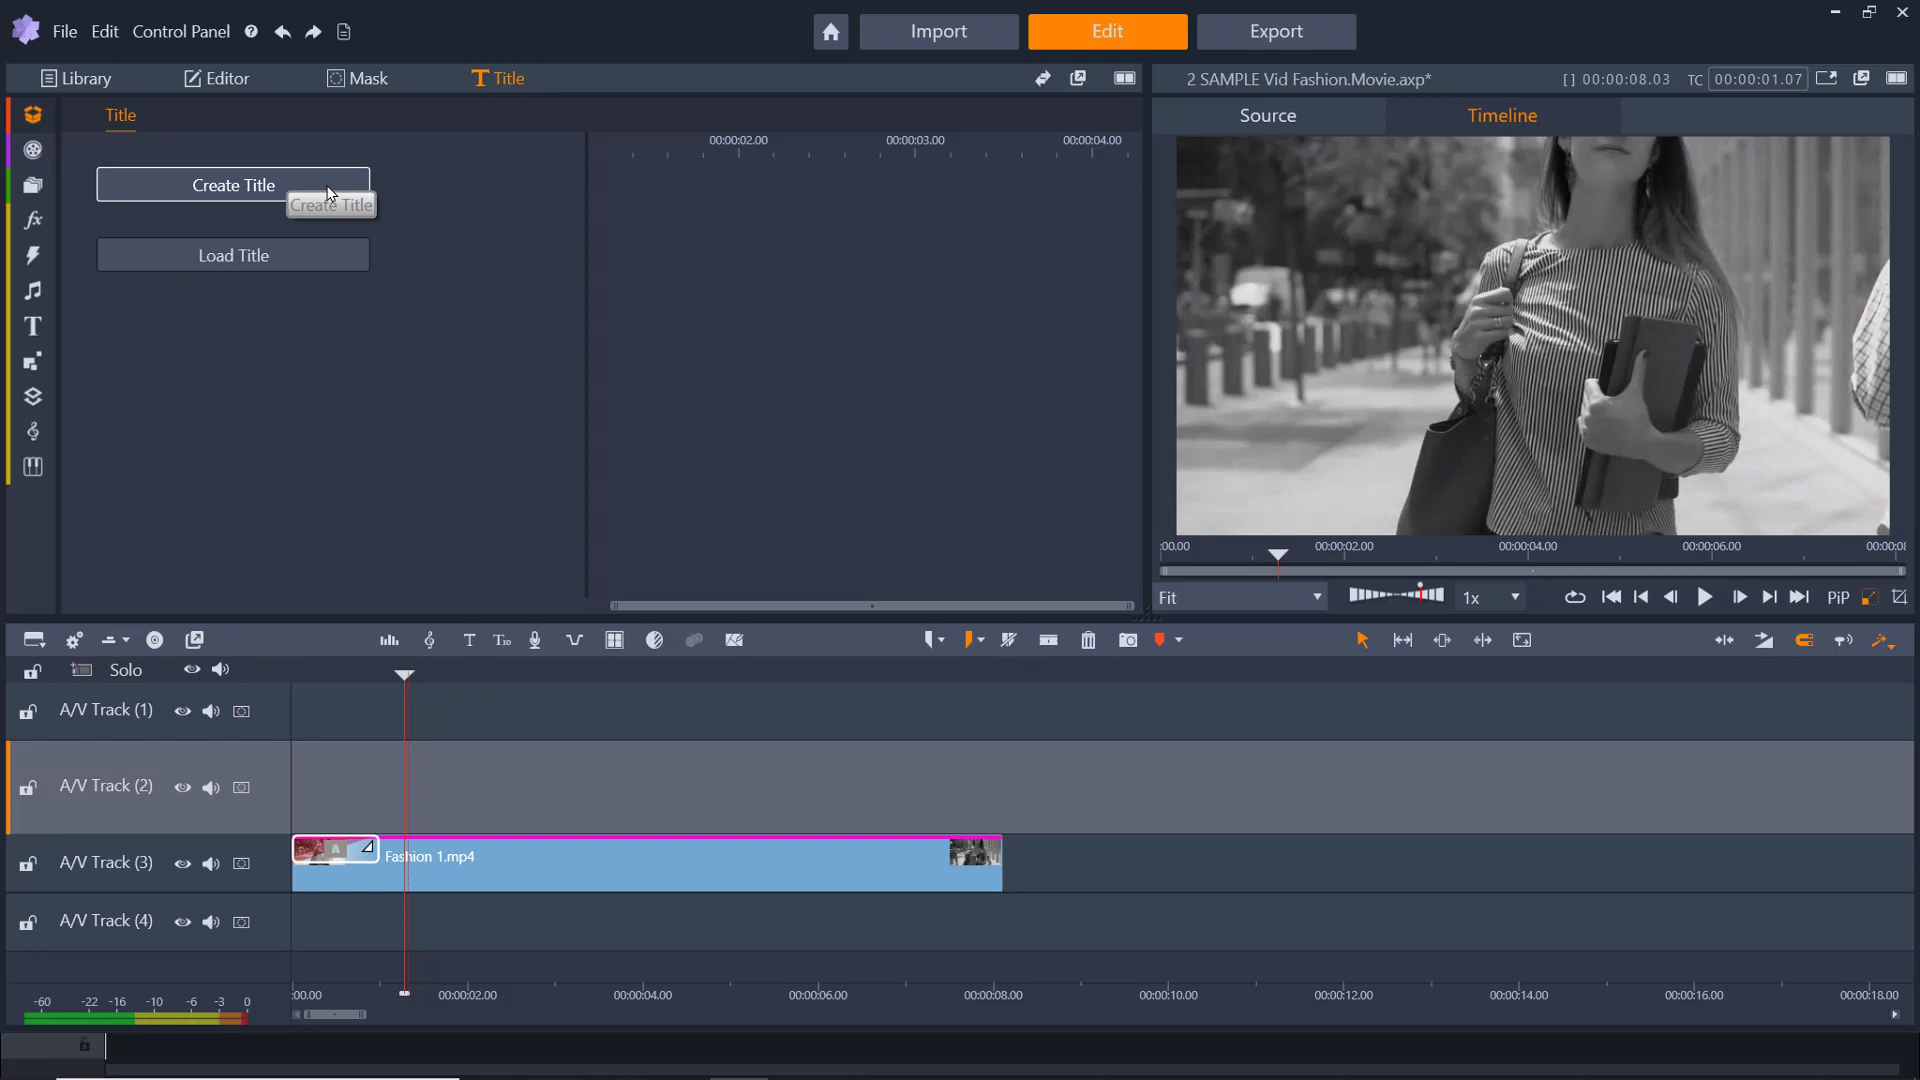 File Edit Control Panel
Import Edit Export
Library Editor Mask Title
2 SAMPLE Vid Fashion.Movie.axp* [] 00:00:08.03 TC 00:00:01.07
Title
Source Timeline
00:00:02.00 00:00:03.00 00:00:04.00
Create Title
Create Title
Load Title
fx
T
:00.00 00:00:02.00 00:00:04.00 00:00:06.00 00:00:0
Fit 1x PiP
T T3D
Solo
A/V Track (1)
A/V Track (2)
A
Fashion 1.mp4
A/V Track (3)
A/V Track (4)
:00.00 00:00:02.00 00:00:04.00 00:00:06.00 00:00:08.00 00:00:10.00 00:00:12.00 00:00:14.00 00:00:16.00 00:00:18.00
-60 -22 -16 -10 -6 -3 0